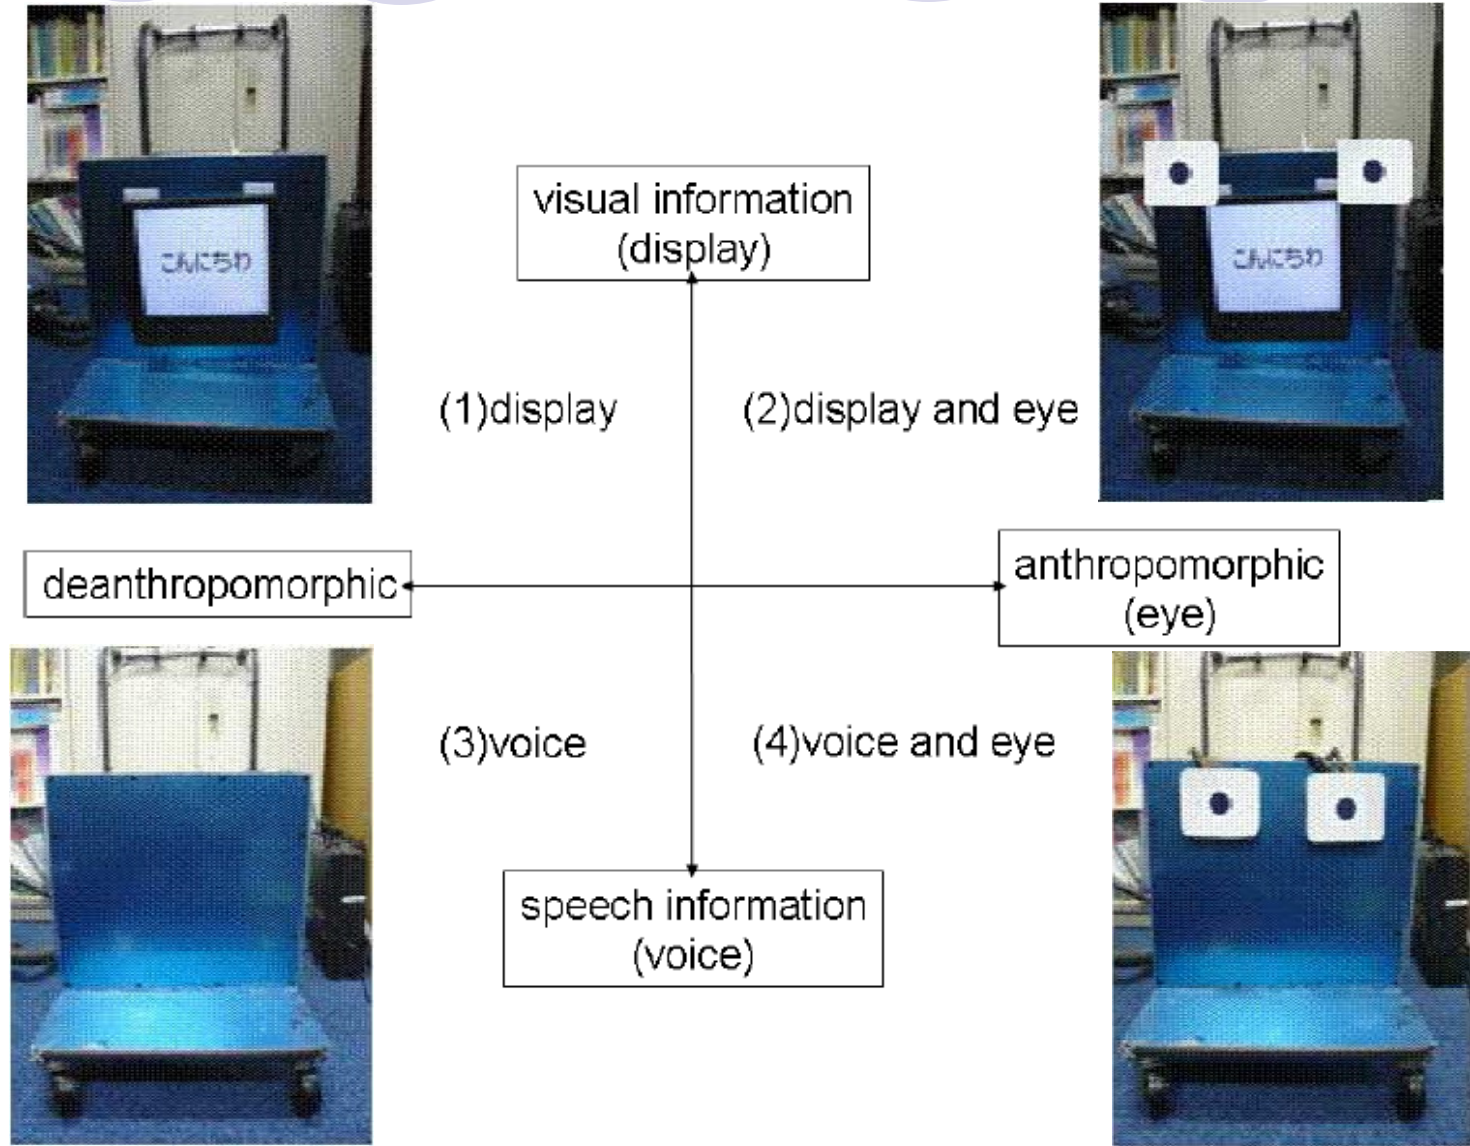 こんにちわ
visual information
(display)
こんにちわ
(1)display
(2)display and eye
deanthropomorphic
anthropomorphic
(eye)
(3)voice
(4)voice and eye
speech information
(voice)